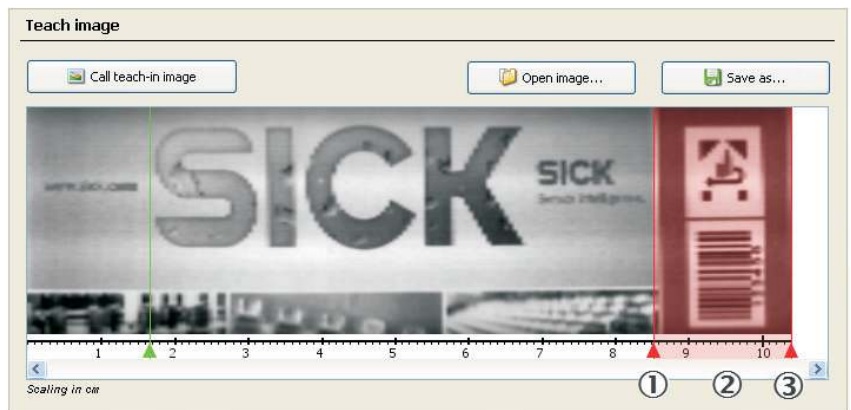 Teach image
Call teach-in image
Open image...
Save as...
SICK
SICK
Sensor Intelligence.
123456
1 2 3 4 5 6 7 8 9 10
Scaling in cm
① ② ③